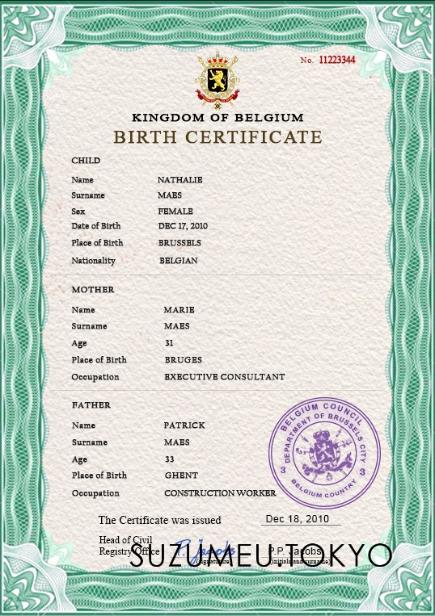 No. 11223344
KINGDOM OF BELGIUM
BIRTH CERTIFICATE
CHILD
Name NATHALIE
Surname MAES
Sex FEMALE
Date of Birth DEC 17, 2010
Place of Birth BRUSSELS
Nationality BELGIAN
MOTHER
Name MARIE
Surname MAES
Age 31
Place of Birth BRUGES
Occupation EXECUTIVE CONSULTANT
FATHER
Name PATRICK
Surname MAES
Age 33
Place of Birth GHENT
Occupation CONSTRUCTION WORKER
BELGIUM COUNCIL
DEPARTMENT OF BRUSSELS CITY
3 3
BELGIUM COUNTRY
The Certificate was issued Dec 18, 2010
Head of Civil
Registry Office P. Jacobs P.P. Jacobs
SUZUMEU.TOKYO